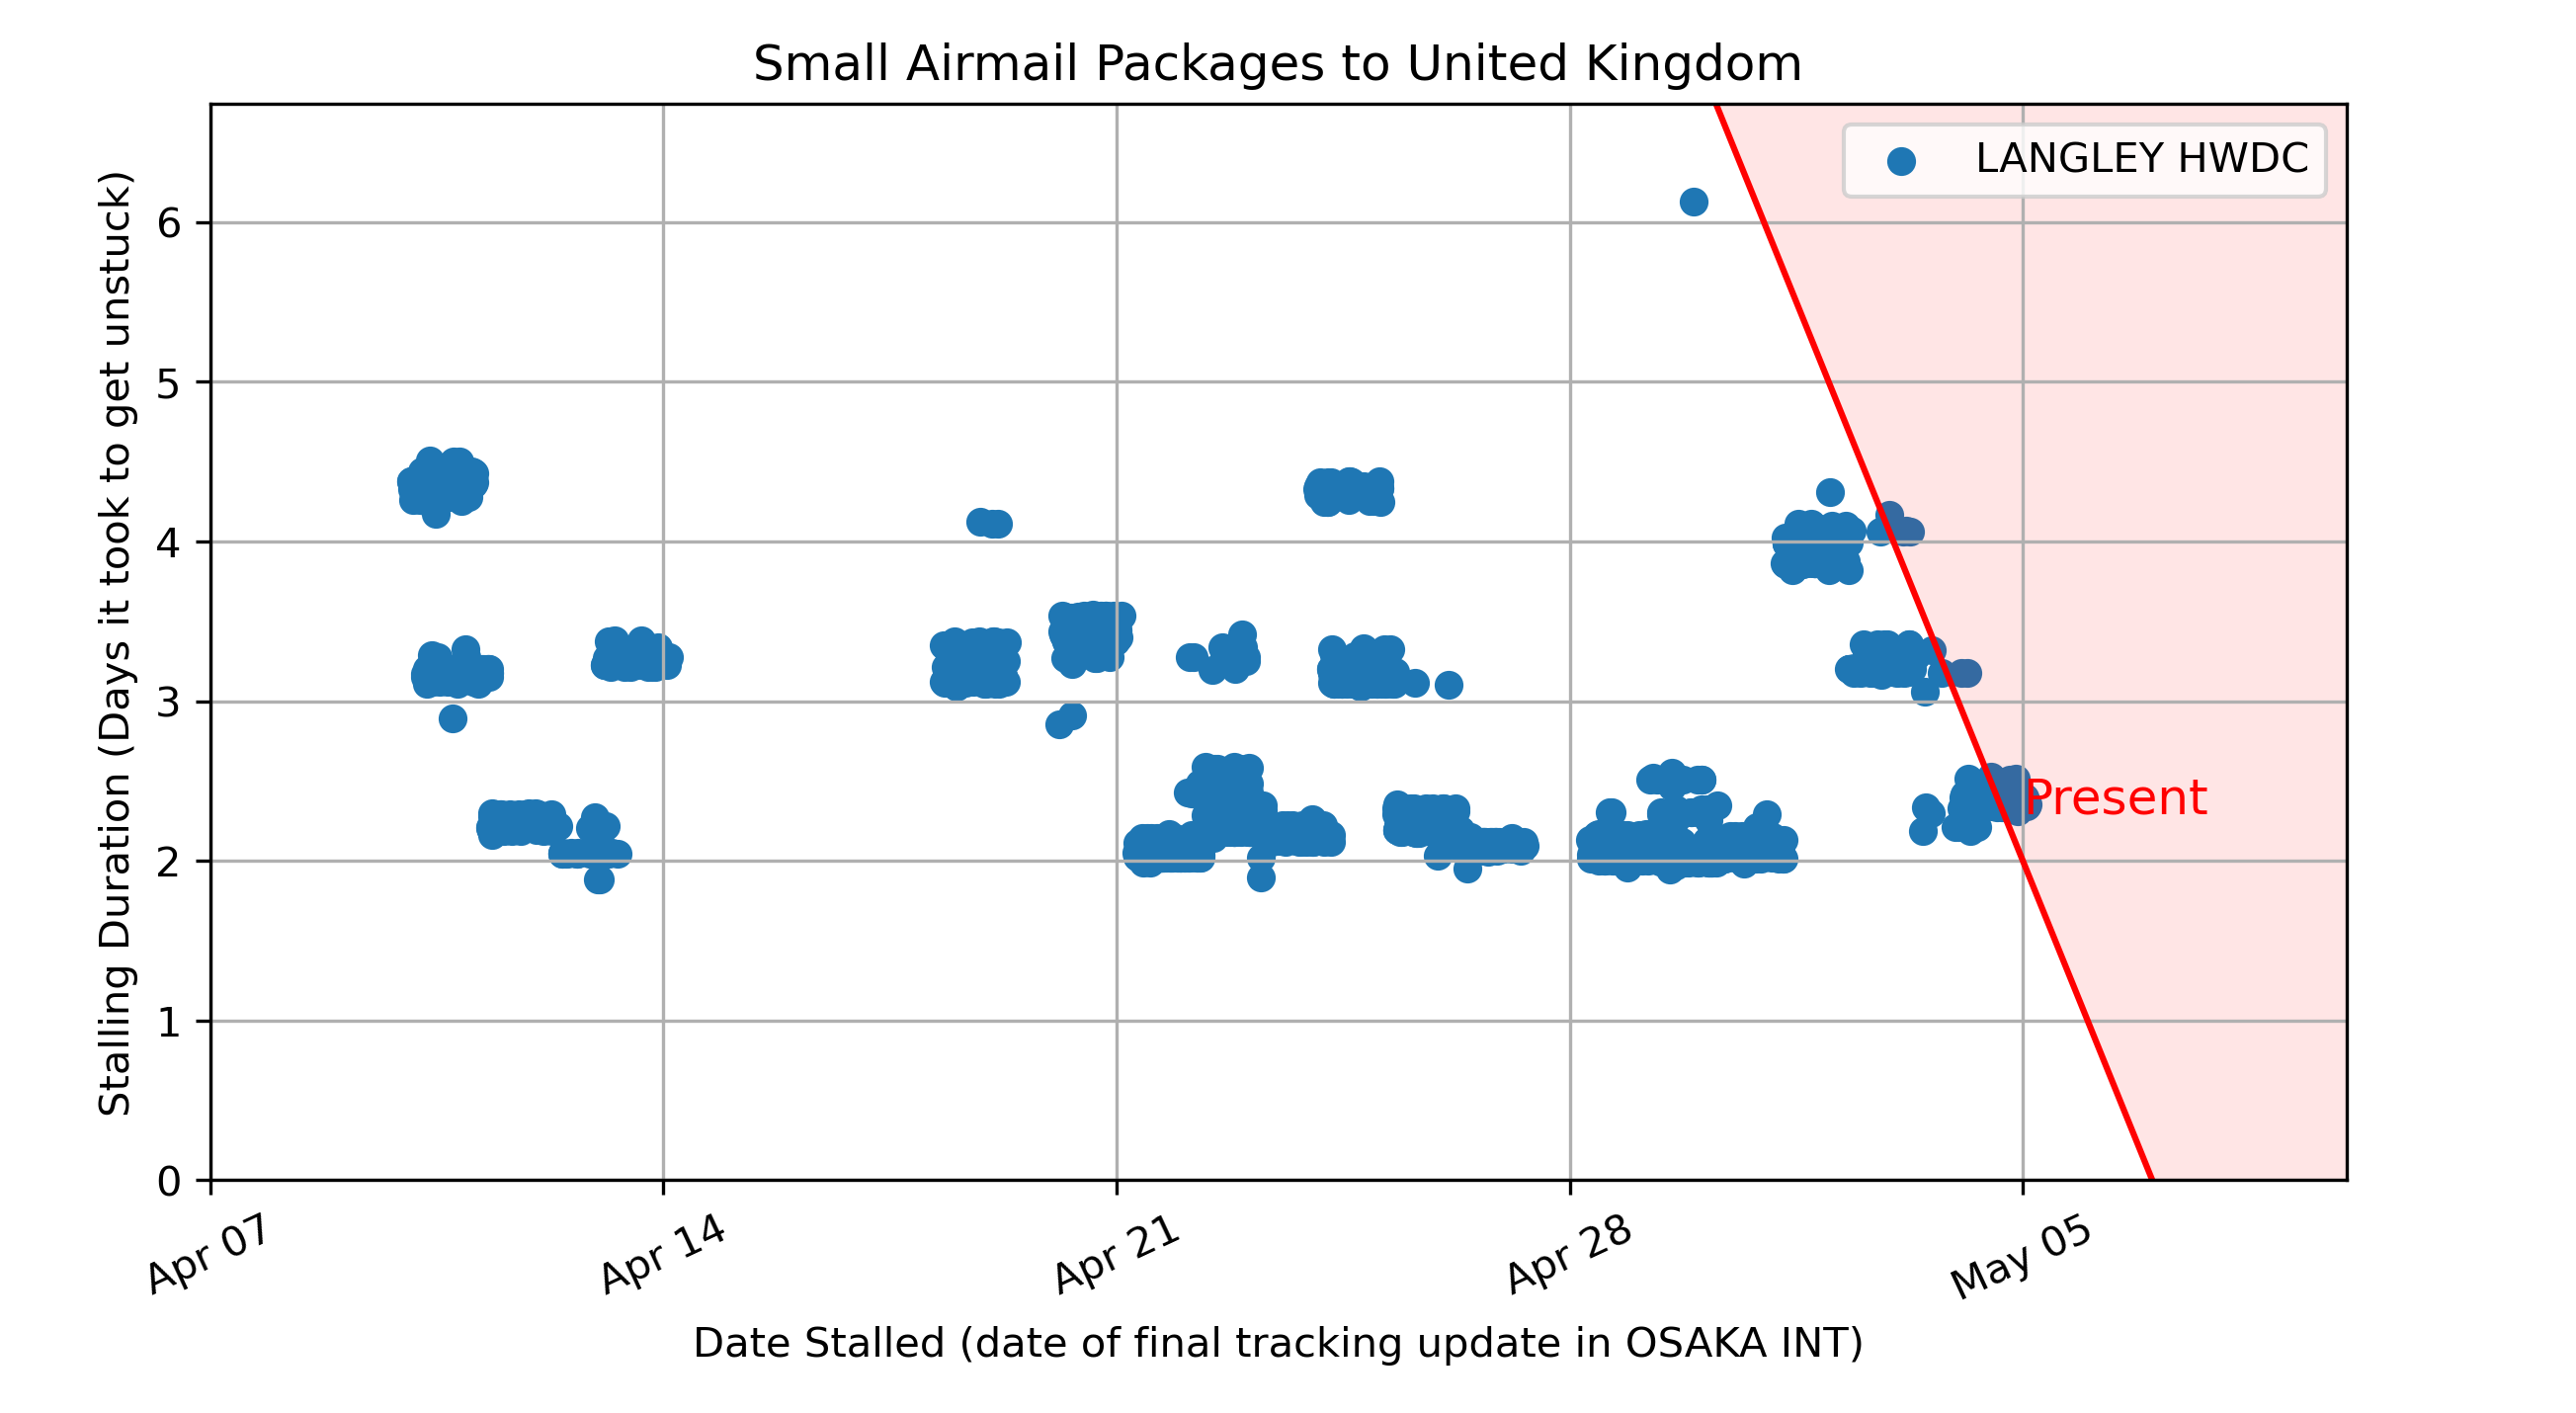 Small Airmail Packages to United Kingdom
LANGLEY HWDC
Stalling Duration (Days it took to get unstuck)
6
5
4
3
2
1
0
Present
Apr 07
Apr 14
Apr 21
Apr 28
May 05
Date Stalled (date of final tracking update in OSAKA INT)